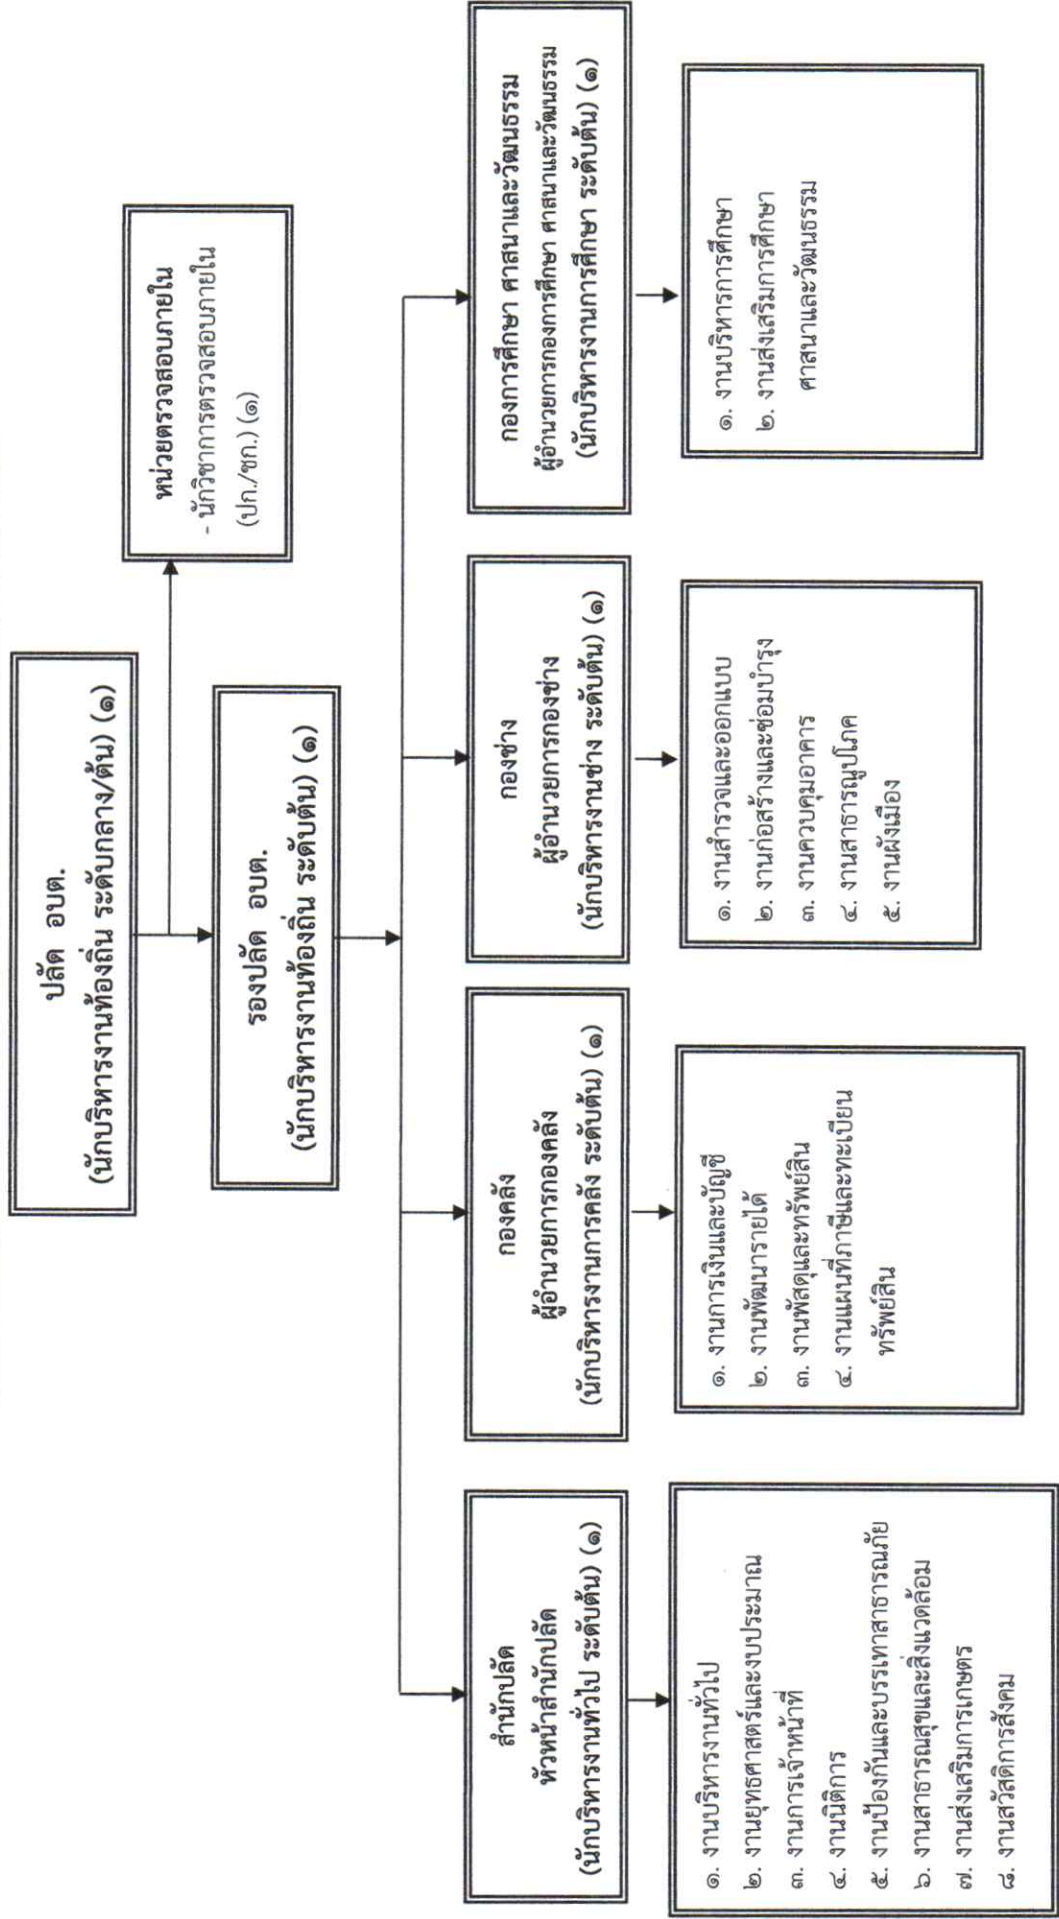 ปลัด อบต.
(นักบริหารงานท้องถิ่น ระดับกลาง/ต้น) (๑)
หน่วยตรวจสอบภายใน
- นักวิชาการตรวจสอบภายใน
(ปก./ชก.) (๑)
รองปลัด อบต.
(นักบริหารงานท้องถิ่น ระดับต้น) (๑)
สำนักปลัด
หัวหน้าสำนักปลัด
(นักบริหารงานทั่วไป ระดับต้น) (๑)
กองคลัง
ผู้อำนวยการกองคลัง
(นักบริหารงานการคลัง ระดับต้น) (๑)
กองช่าง
ผู้อำนวยการกองช่าง
(นักบริหารงานช่าง ระดับต้น) (๑)
กองการศึกษา ศาสนาและวัฒนธรรม
ผู้อำนวยการกองการศึกษา ศาสนาและวัฒนธรรม
(นักบริหารงานการศึกษา ระดับต้น) (๑)
๑. งานบริหารงานทั่วไป
๒. งานยุทธศาสตร์และงบประมาณ
๓. งานการเจ้าหน้าที่
๔. งานนิติการ
๕. งานป้องกันและบรรเทาสาธารณภัย
๖. งานสาธารณสุขและสิ่งแวดล้อม
๗. งานส่งเสริมการเกษตร
๘. งานสวัสดิการสังคม
๑. งานการเงินและบัญชี
๒. งานพัฒนารายได้
๓. งานพัสดุและทรัพย์สิน
๔. งานแผนที่ภาษีและทะเบียน
ทรัพย์สิน
๑. งานสำรวจและออกแบบ
๒. งานก่อสร้างและซ่อมบำรุง
๓. งานควบคุมอาคาร
๔. งานสาธารณูปโภค
๕. งานผังเมือง
๑. งานบริหารการศึกษา
๒. งานส่งเสริมการศึกษา
ศาสนาและวัฒนธรรม